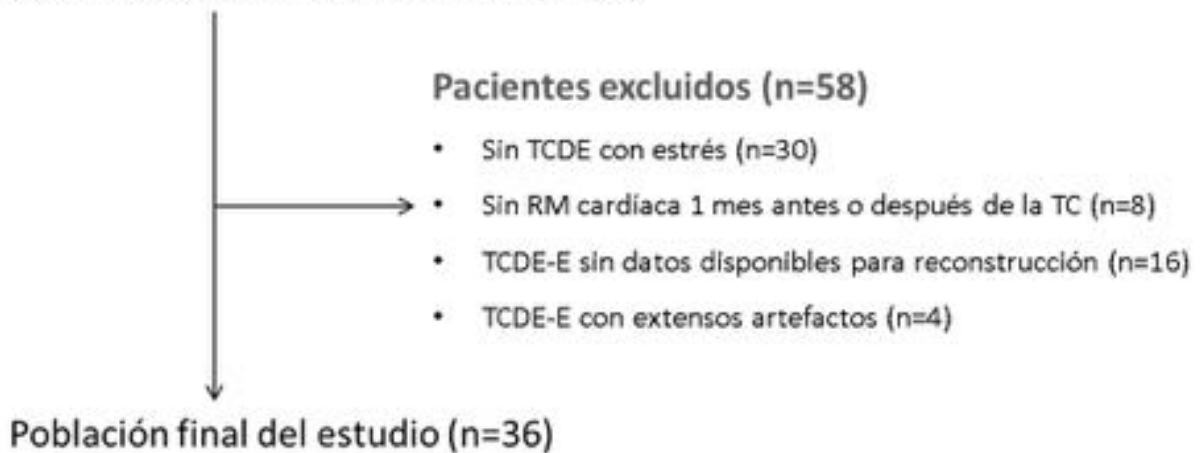 Pacientes excluidos (n=58)
• Sin TCDE con estrés (n=30)
• Sin RM cardíaca 1 mes antes o después de la TC (n=8)
• TCDE-E sin datos disponibles para reconstrucción (n=16)
• TCDE-E con extensos artefactos (n=4)
Población final del estudio (n=36)